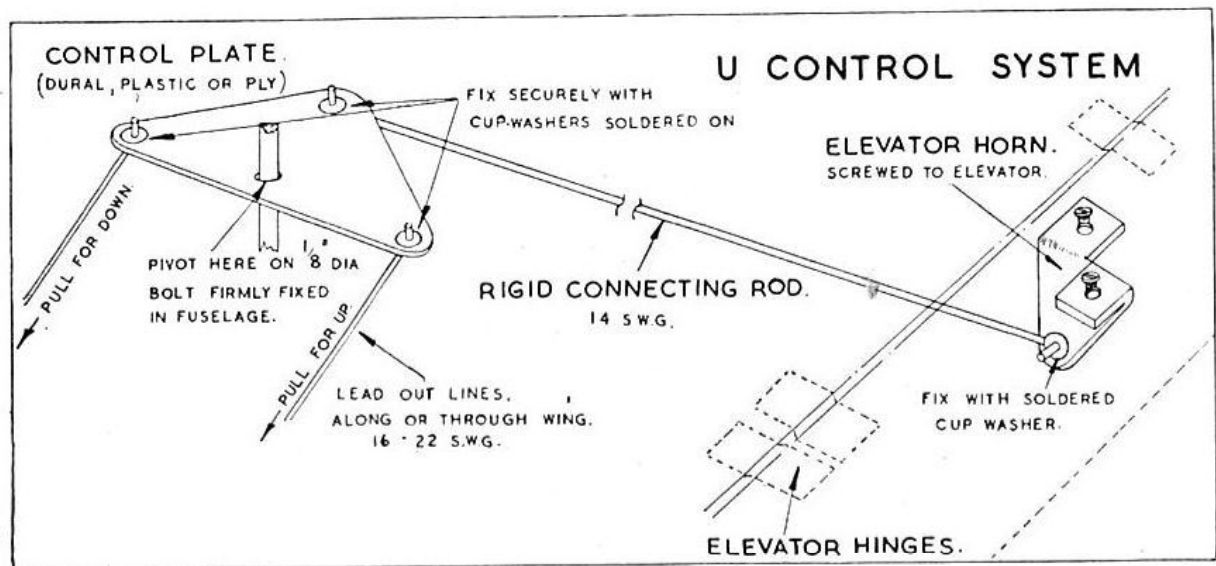 CONTROL PLATE.
(DURAL, PLASTIC OR PLY)
U CONTROL SYSTEM
FIX SECURELY WITH
CUP-WASHERS SOLDERED ON
ELEVATOR HORN.
SCREWED TO ELEVATOR.
PULL FOR DOWN.
PIVOT HERE ON 1/8" DIA
BOLT FIRMLY FIXED
IN FUSELAGE.
PULL FOR UP.
RIGID CONNECTING ROD.
14 S.W.G.
LEAD OUT LINES,
ALONG OR THROUGH WING.
16 - 22 S.W.G.
FIX WITH SOLDERED
CUP WASHER.
ELEVATOR HINGES.